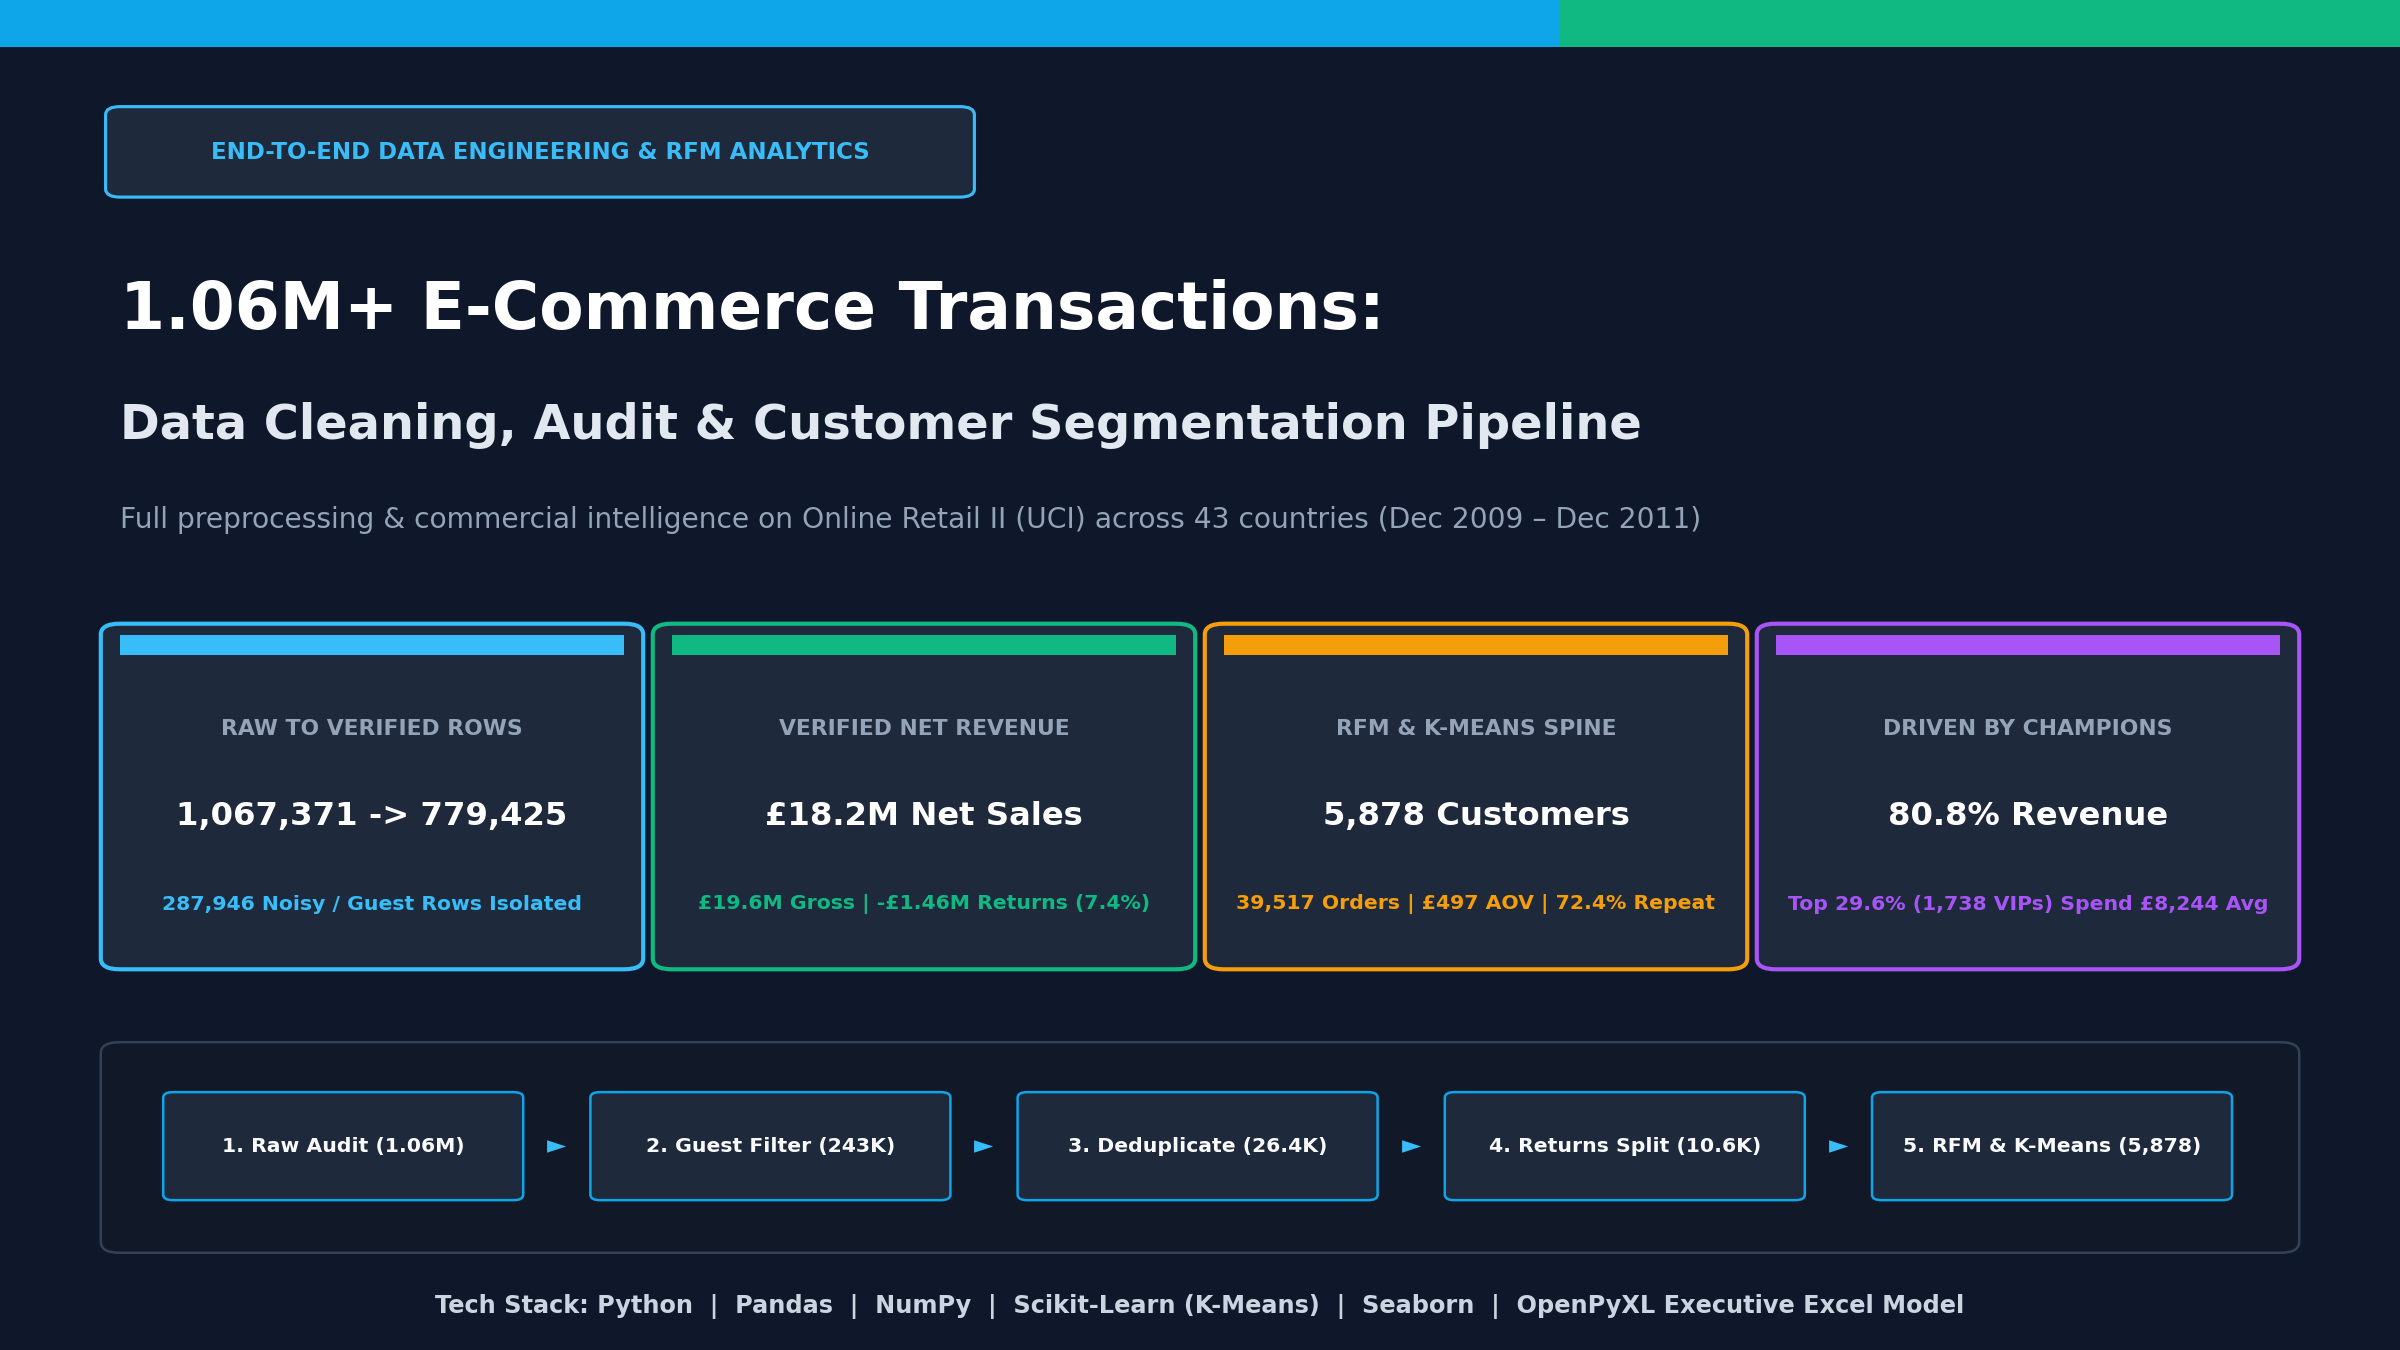 END-TO-END DATA ENGINEERING & RFM ANALYTICS
1.06M+ E-Commerce Transactions:
Data Cleaning, Audit & Customer Segmentation Pipeline
Full preprocessing & commercial intelligence on Online Retail II (UCI) across 43 countries (Dec 2009 – Dec 2011)
RAW TO VERIFIED ROWS
1,067,371 -> 779,425
287,946 Noisy / Guest Rows Isolated
VERIFIED NET REVENUE
£18.2M Net Sales
£19.6M Gross | -£1.46M Returns (7.4%)
RFM & K-MEANS SPINE
5,878 Customers
39,517 Orders | £497 AOV | 72.4% Repeat
DRIVEN BY CHAMPIONS
80.8% Revenue
Top 29.6% (1,738 VIPs) Spend £8,244 Avg
1. Raw Audit (1.06M) ►
2. Guest Filter (243K) ►
3. Deduplicate (26.4K) ►
4. Returns Split (10.6K) ►
5. RFM & K-Means (5,878)
Tech Stack: Python | Pandas | NumPy | Scikit-Learn (K-Means) | Seaborn | OpenPyXL Executive Excel Model